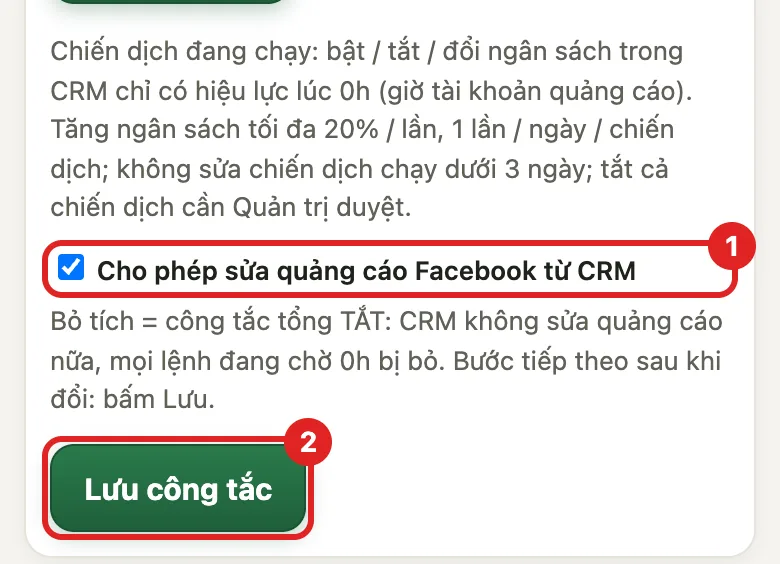 Chiến dịch đang chạy: bật / tắt / đổi ngân sách trong
CRM chỉ có hiệu lực lúc 0h (giờ tài khoản quảng cáo).
Tăng ngân sách tối đa 20% / lần, 1 lần / ngày / chiến
dịch; không sửa chiến dịch chạy dưới 3 ngày; tắt cả
chiến dịch cần Quản trị duyệt.
1
Cho phép sửa quảng cáo Facebook từ CRM
Bỏ tích = công tắc tổng TẮT: CRM không sửa quảng cáo
nữa, mọi lệnh đang chờ 0h bị bỏ. Bước tiếp theo sau khi
đổi: bấm Lưu.
2
Lưu công tắc